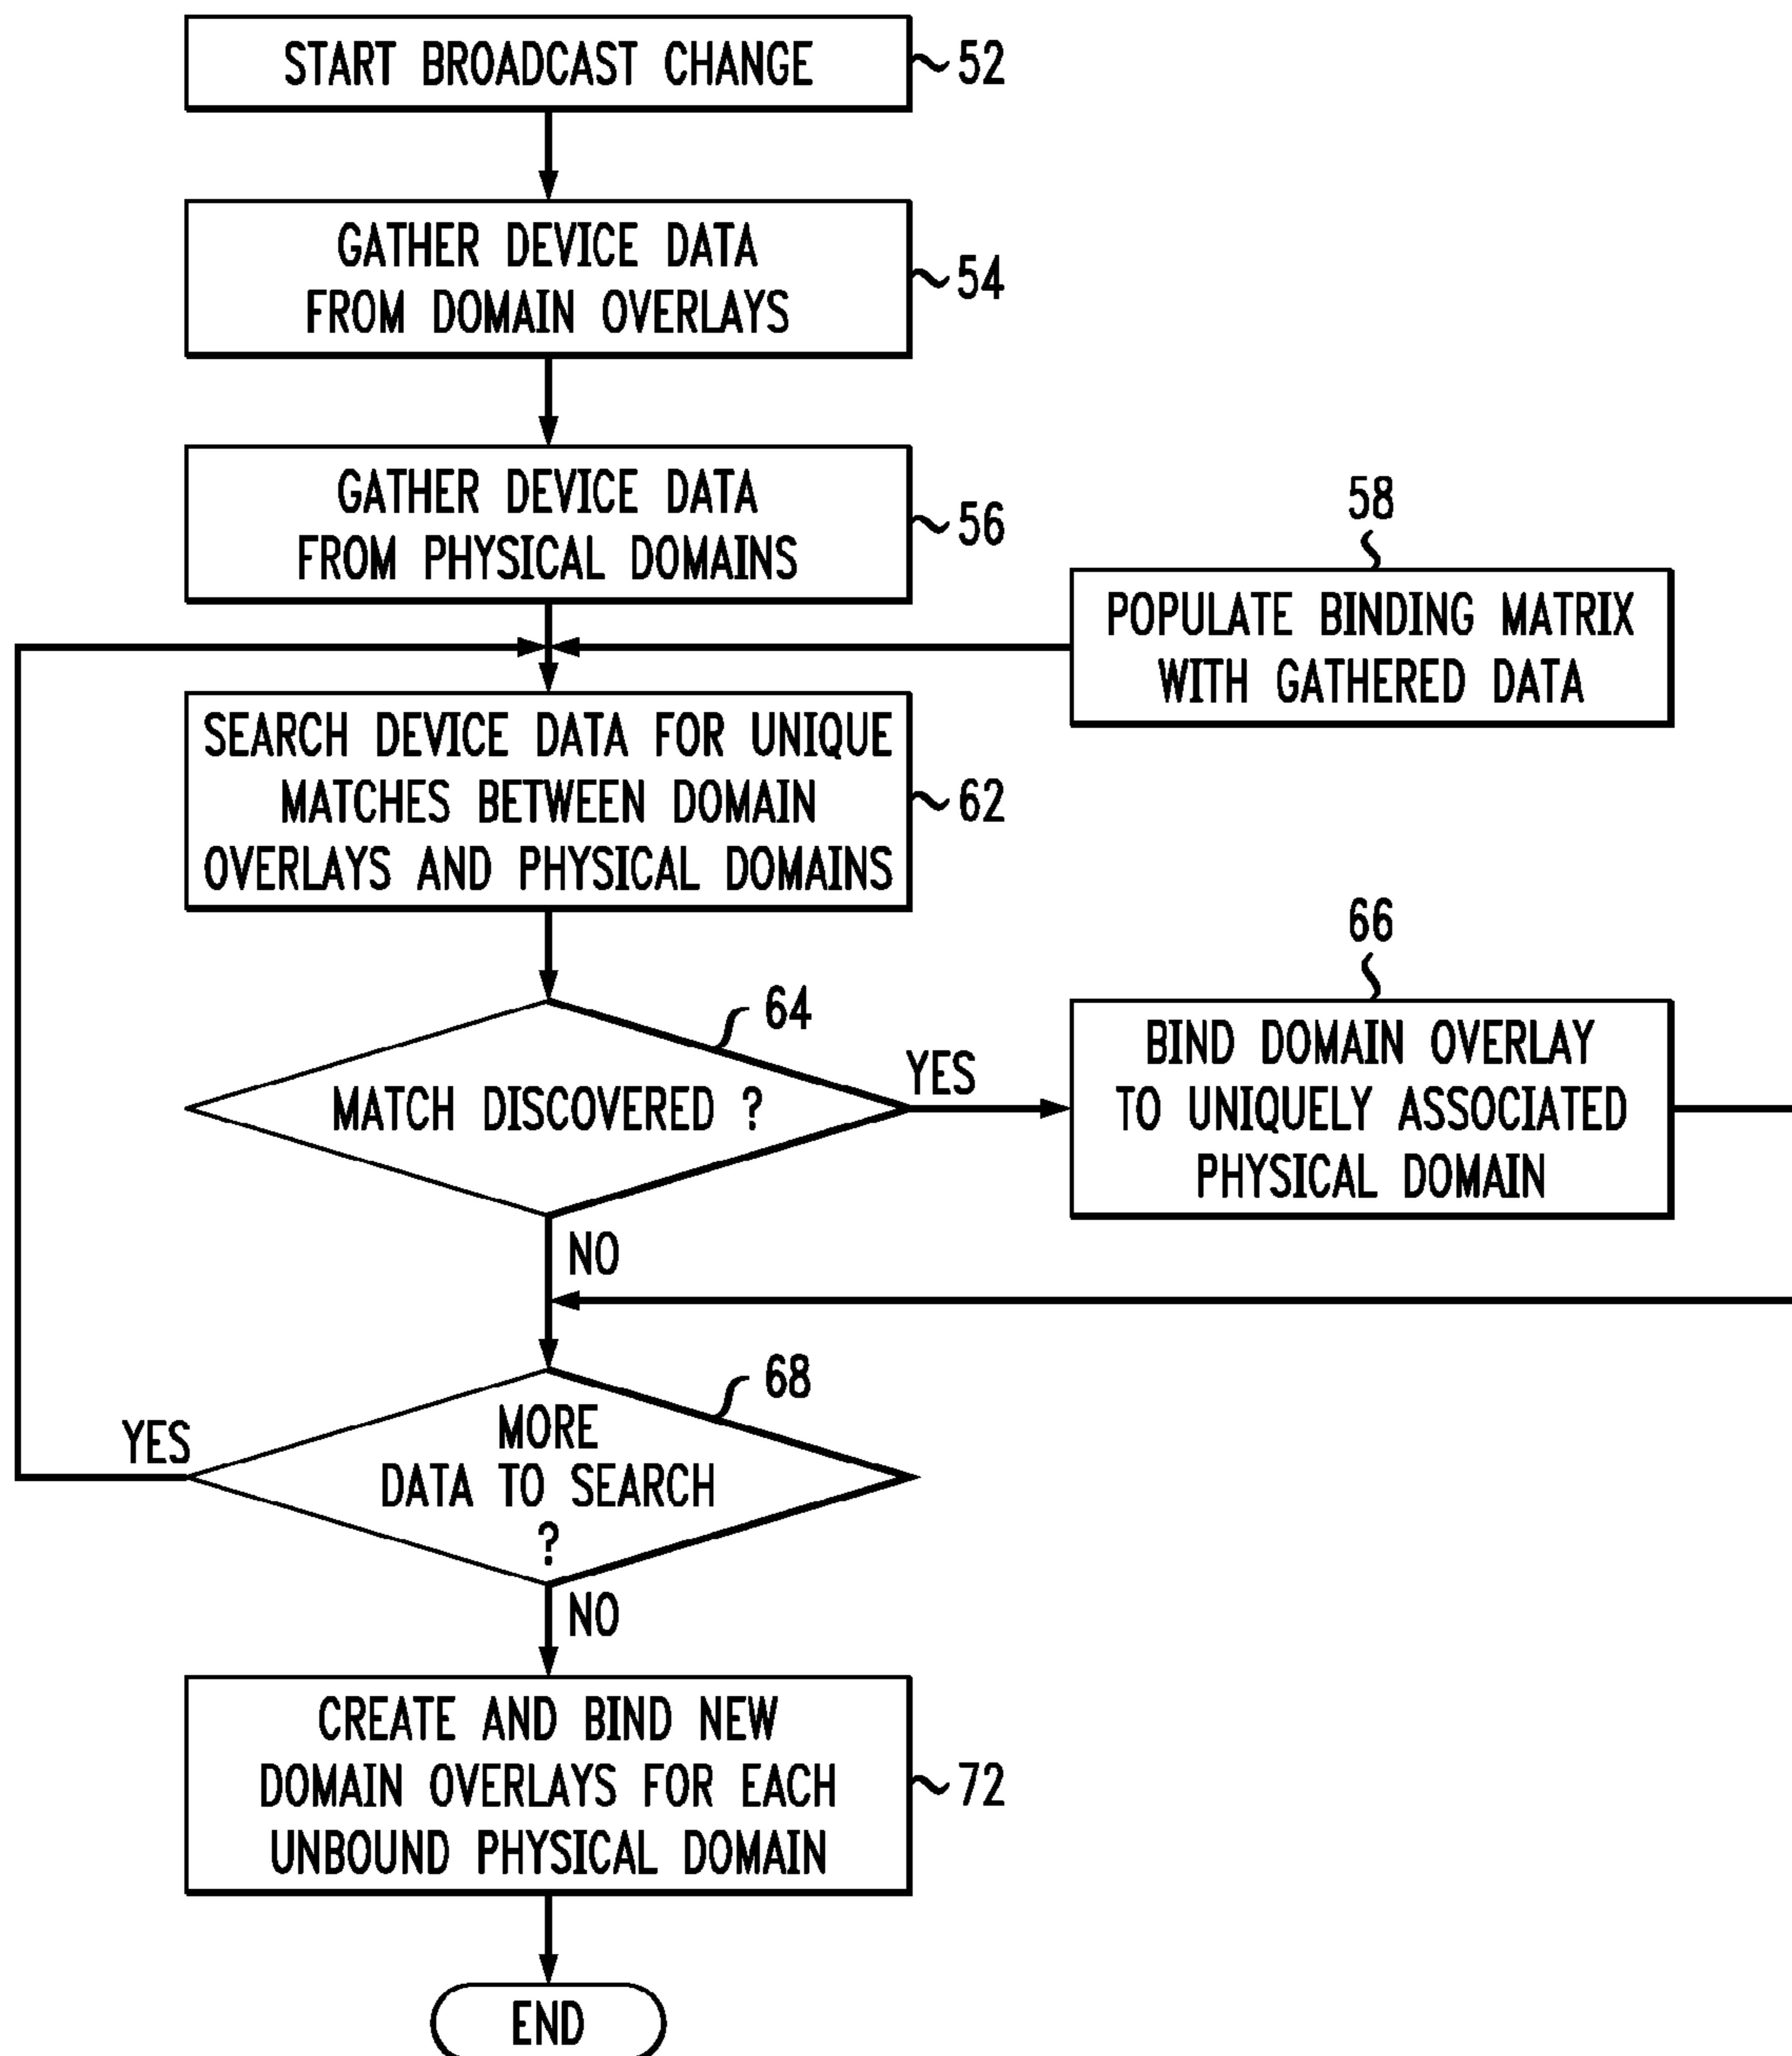 START BROADCAST CHANGE
52
GATHER DEVICE DATA
FROM DOMAIN OVERLAYS
54
GATHER DEVICE DATA
FROM PHYSICAL DOMAINS
56
58
POPULATE BINDING MATRIX
WITH GATHERED DATA
SEARCH DEVICE DATA FOR UNIQUE
MATCHES BETWEEN DOMAIN
OVERLAYS AND PHYSICAL DOMAINS
62
64
MATCH DISCOVERED ?
YES
66
BIND DOMAIN OVERLAY
TO UNIQUELY ASSOCIATED
PHYSICAL DOMAIN
NO
68
MORE
DATA TO SEARCH
?
YES
NO
CREATE AND BIND NEW
DOMAIN OVERLAYS FOR EACH
UNBOUND PHYSICAL DOMAIN
72
END